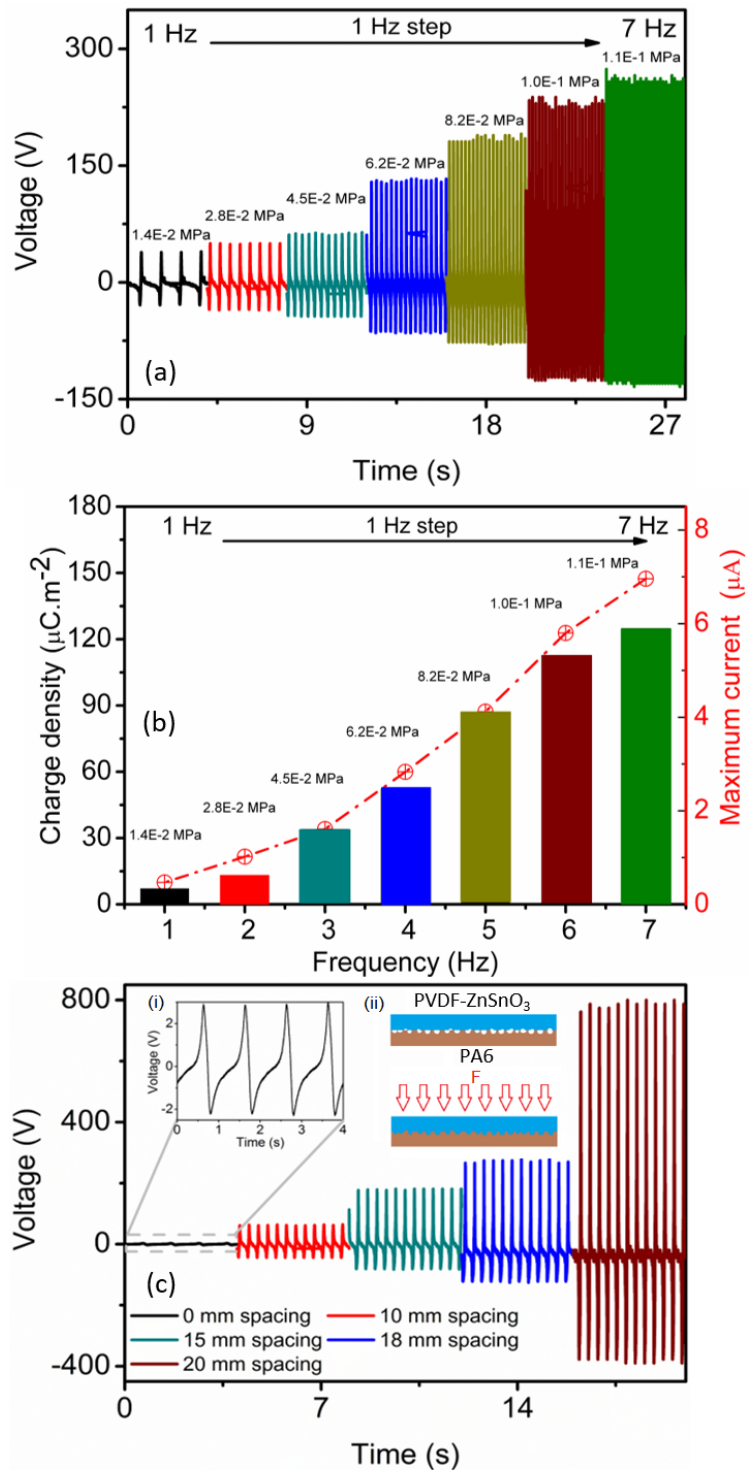 1 Hz 1 Hz step 7 Hz
300
150
0
-150
Voltage (V)
1.4E-2 MPa
2.8E-2 MPa
4.5E-2 MPa
6.2E-2 MPa
8.2E-2 MPa
1.0E-1 MPa
1.1E-1 MPa
(a)
0 9 18 27
Time (s)
1 Hz 1 Hz step 7 Hz
180
150
120
90
60
30
0
Charge density (μC.m-2)
8
6
4
2
0
Maximum current (μA)
1.4E-2 MPa
2.8E-2 MPa
4.5E-2 MPa
6.2E-2 MPa
8.2E-2 MPa
1.0E-1 MPa
1.1E-1 MPa
(b)
1 2 3 4 5 6 7
Frequency (Hz)
800
400
0
-400
Voltage (V)
(i)
2
0
-2
Voltage (V)
0 1 2 3 4
Time (s)
(ii)
PVDF-ZnSnO3
PA6
F
(c)
0 mm spacing 10 mm spacing
15 mm spacing 18 mm spacing
20 mm spacing
0 7 14
Time (s)